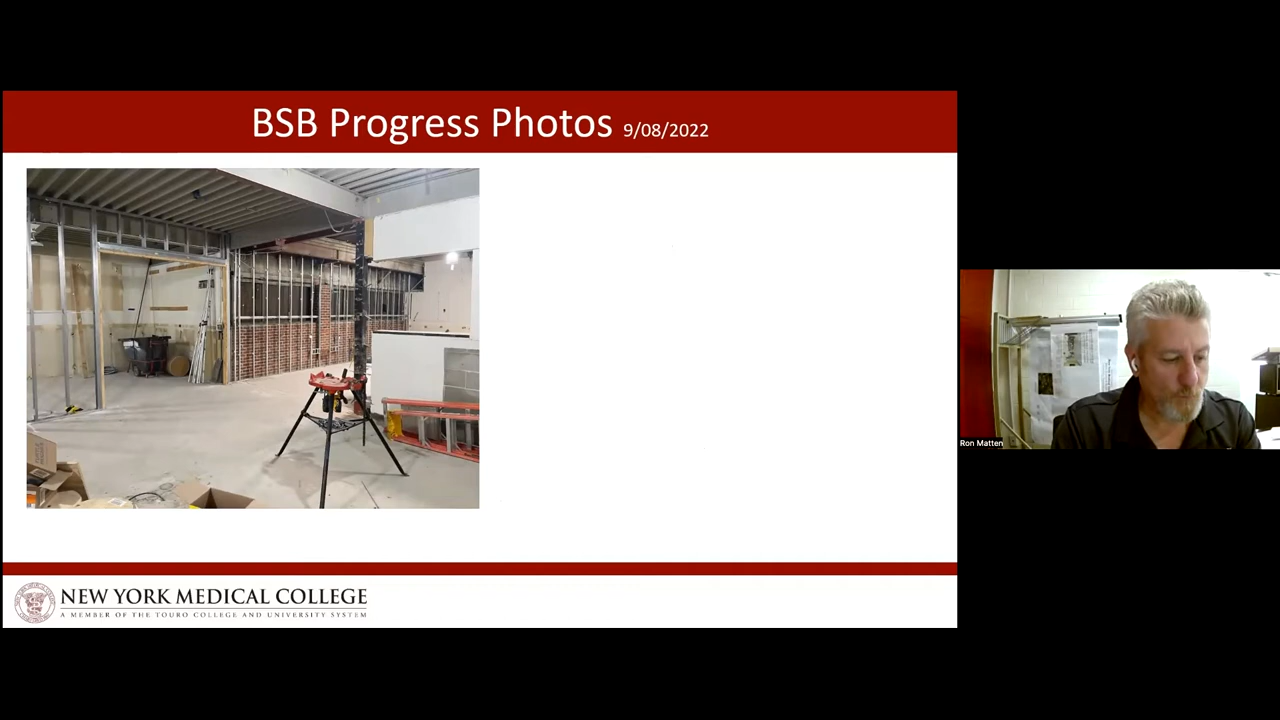 BSB Progress Photos 9/08/2022
NEW YORK MEDICAL COLLEGE
A MEMBER OF THE TOURO COLLEGE AND UNIVERSITY SYSTEM
Ron Matten